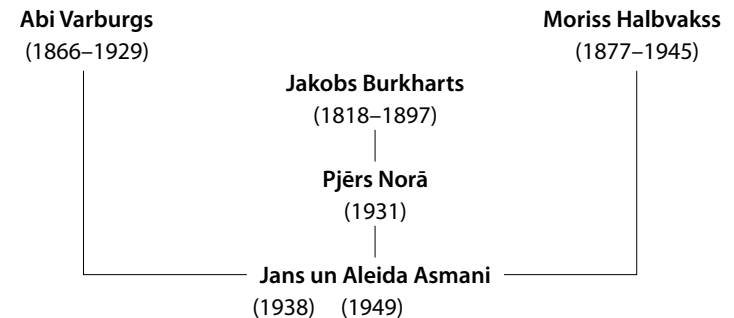 Abi Varburgs
(1866–1929)
Moriss Halbvakss
(1877–1945)
Jakobs Burkharts
(1818–1897)
Pjērs Norā
(1931)
Jans un Aleida Asmani
(1938) (1949)